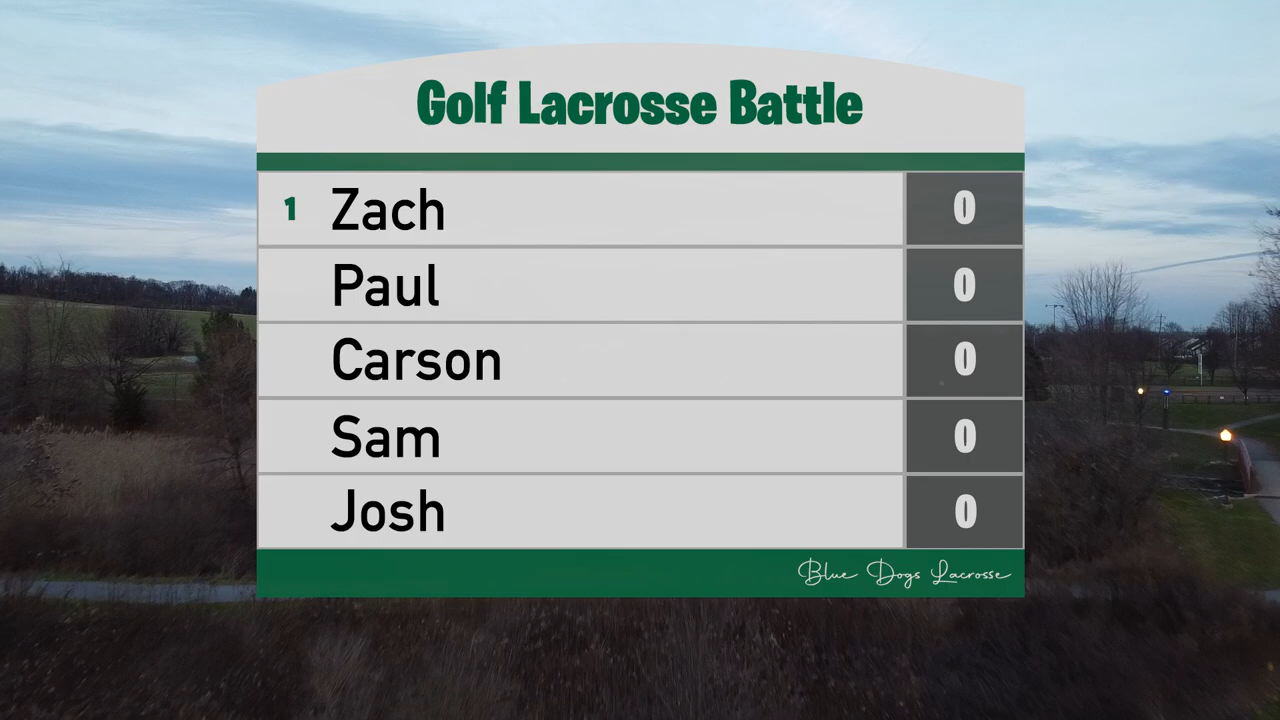 Golf Lacrosse Battle
1 Zach 0
Paul 0
Carson 0
Sam 0
Josh 0
Blue Dogs Lacrosse